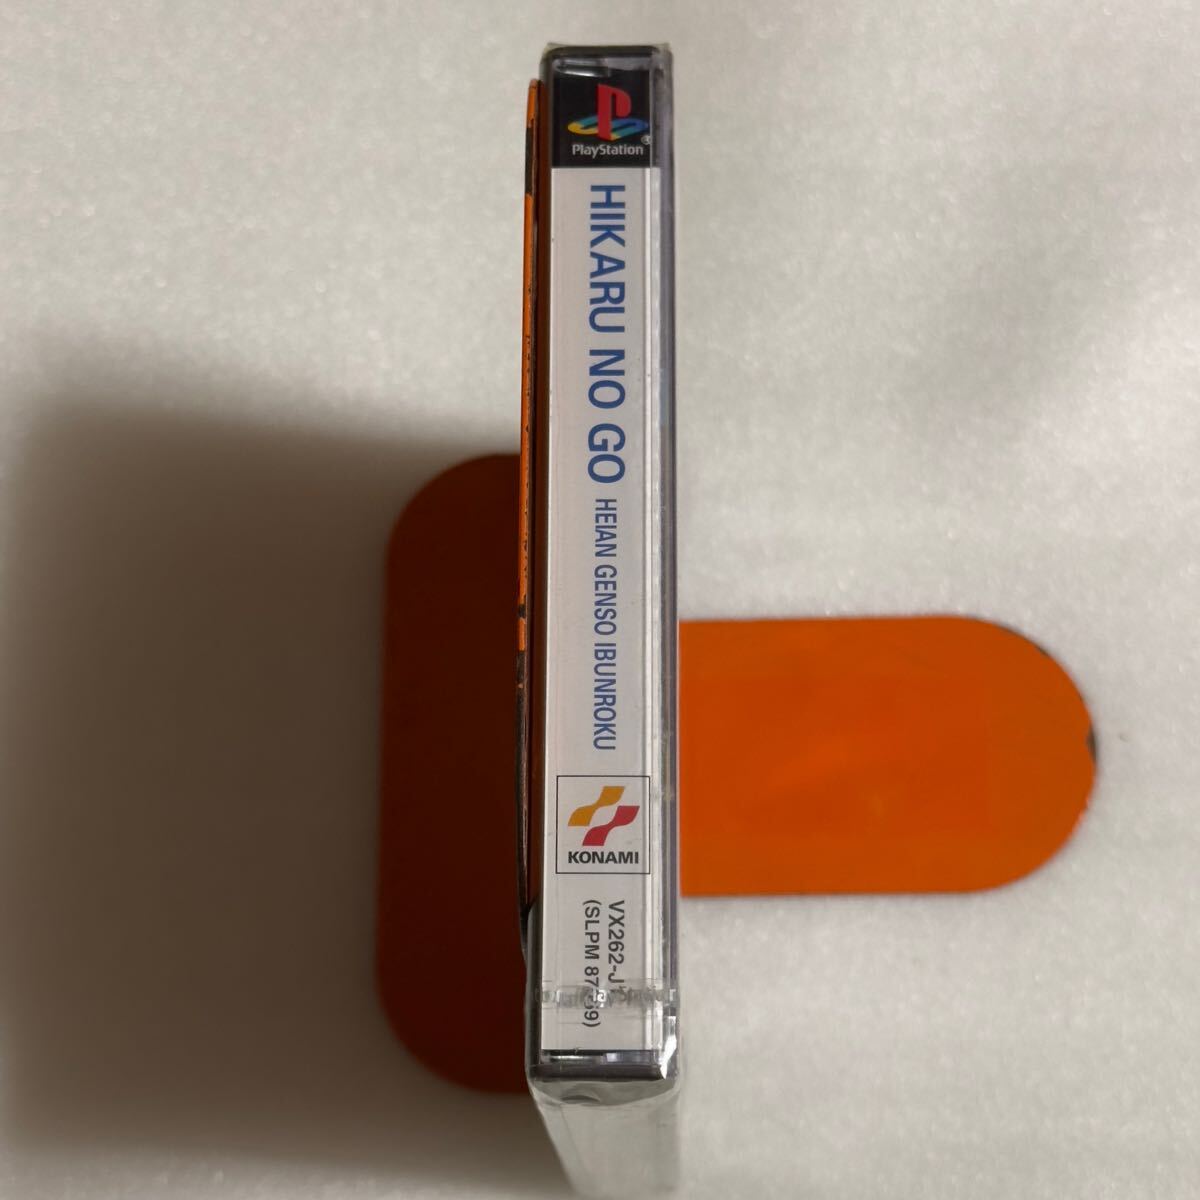 PlayStation
HIKARU NO GO HEIAN GENSO IBUNROKU
KONAMI